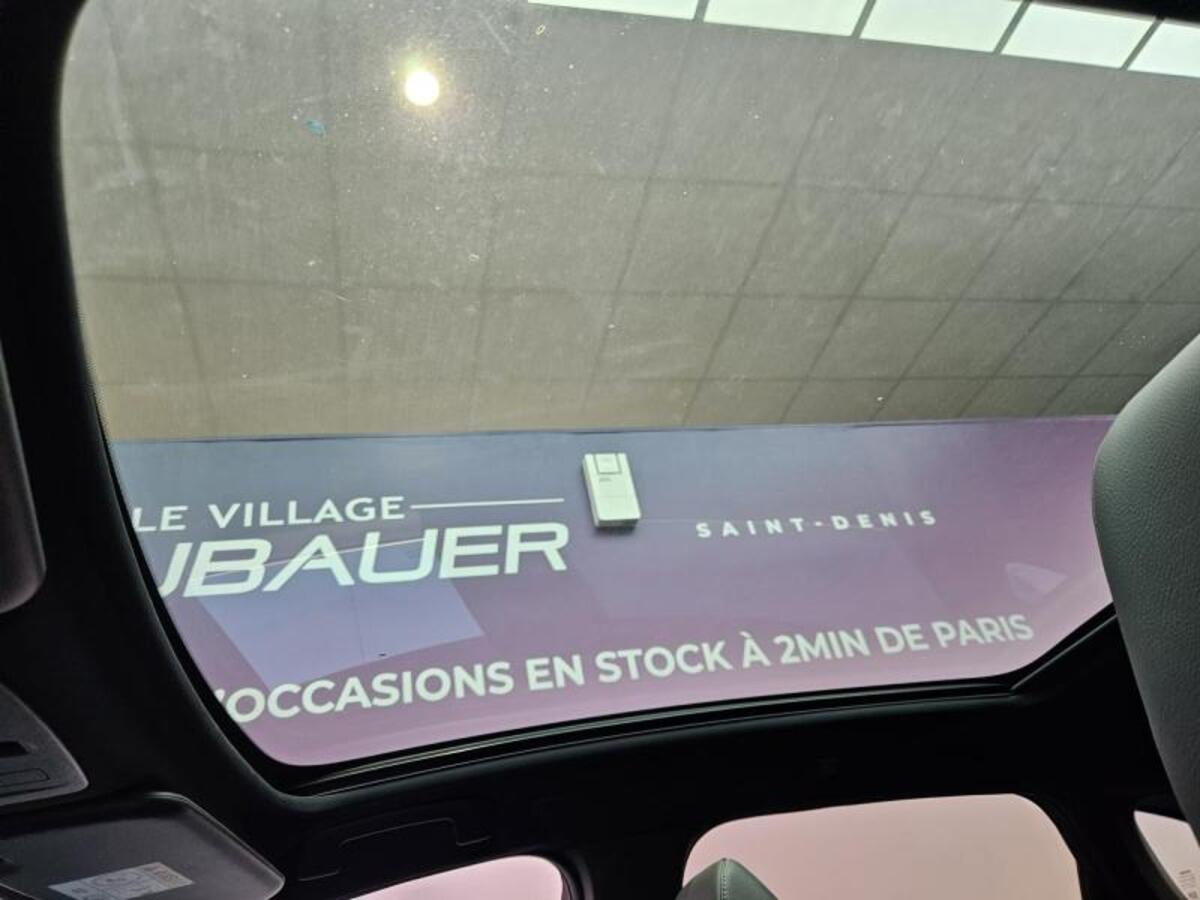 LE VILLAGE
UBAUER
SAINT-DENIS
'OCCASIONS EN STOCK À 2MIN DE PARIS